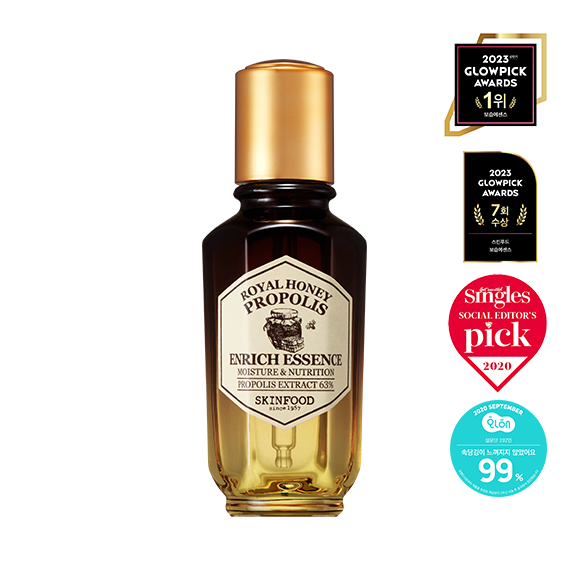 ROYAL HONEY
PROPOLIS
ENRICH ESSENCE
MOISTURE & NUTRITION
PROPOLIS EXTRACT 63%
SKINFOOD
since 1957
2023
GLOWPICK
AWARDS
1위
보습에센스
2023
GLOWPICK
AWARDS
7회
수상
스킨푸드
보습에센스
Singles
SOCIAL EDITOR'S
pick
2020
2020 SEPTEMBER
속당김이 느껴지지 않았어요
99%